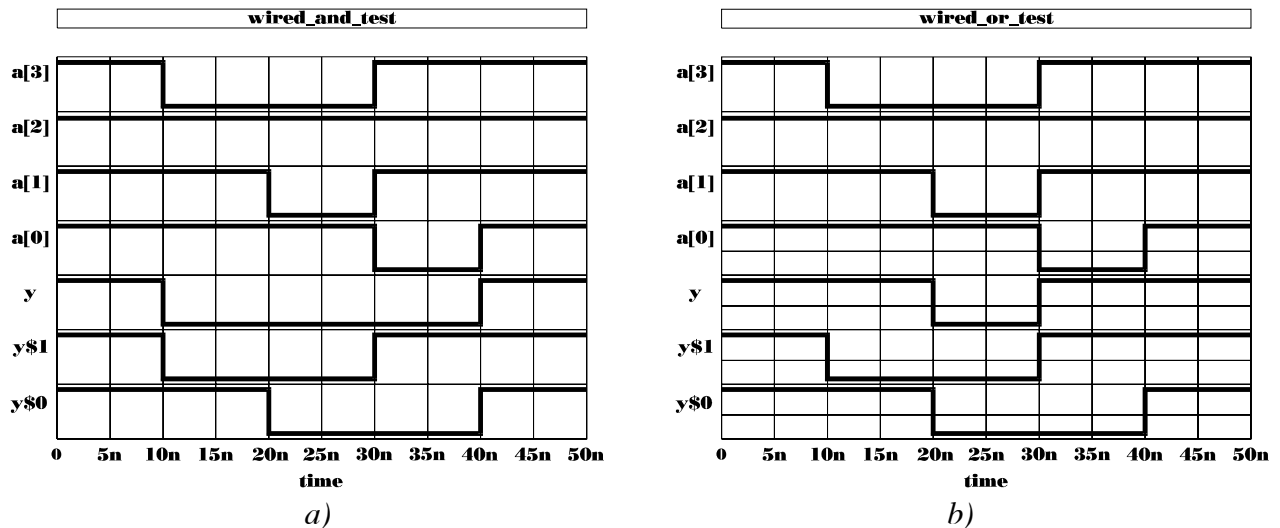 wired_and_test
a[3]
a[2]
a[1]
a[0]
y
y$1
y$0
0 5n 10n 15n 20n 25n 30n 35n 40n 45n 50n
time
a)
wired_or_test
a[3]
a[2]
a[1]
a[0]
y
y$1
y$0
0 5n 10n 15n 20n 25n 30n 35n 40n 45n 50n
time
b)